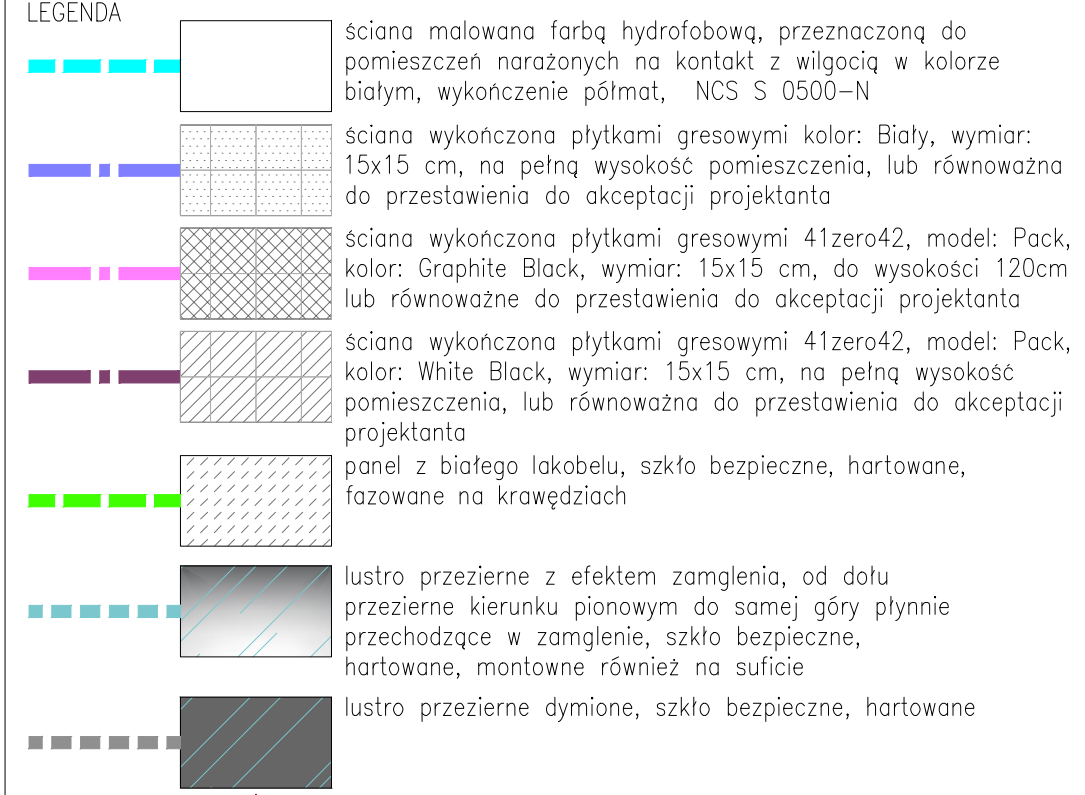 LEGENDA
ściana malowana farbą hydrofobową, przeznaczoną do
pomieszczeń narażonych na kontakt z wilgocią w kolorze
białym, wykończenie półmat, NCS S 0500-N
ściana wykończona płytkami gresowymi kolor: Biały, wymiar:
15x15 cm, na pełną wysokość pomieszczenia, lub równoważna
do przestawienia do akceptacji projektanta
ściana wykończona płytkami gresowymi 41zero42, model: Pack,
kolor: Graphite Black, wymiar: 15x15 cm, do wysokości 120cm
lub równoważne do przestawienia do akceptacji projektanta
ściana wykończona płytkami gresowymi 41zero42, model: Pack,
kolor: White Black, wymiar: 15x15 cm, na pełną wysokość
pomieszczenia, lub równoważna do przestawienia do akceptacji
projektanta
panel z białego lakobelu, szkło bezpieczne, hartowane,
fazowane na krawędziach
lustro przezierne z efektem zamglenia, od dołu
przezierne kierunku pionowym do samej góry płynnie
przechodzące w zamglenie, szkło bezpieczne,
hartowane, montowne również na suficie
lustro przezierne dymione, szkło bezpieczne, hartowane